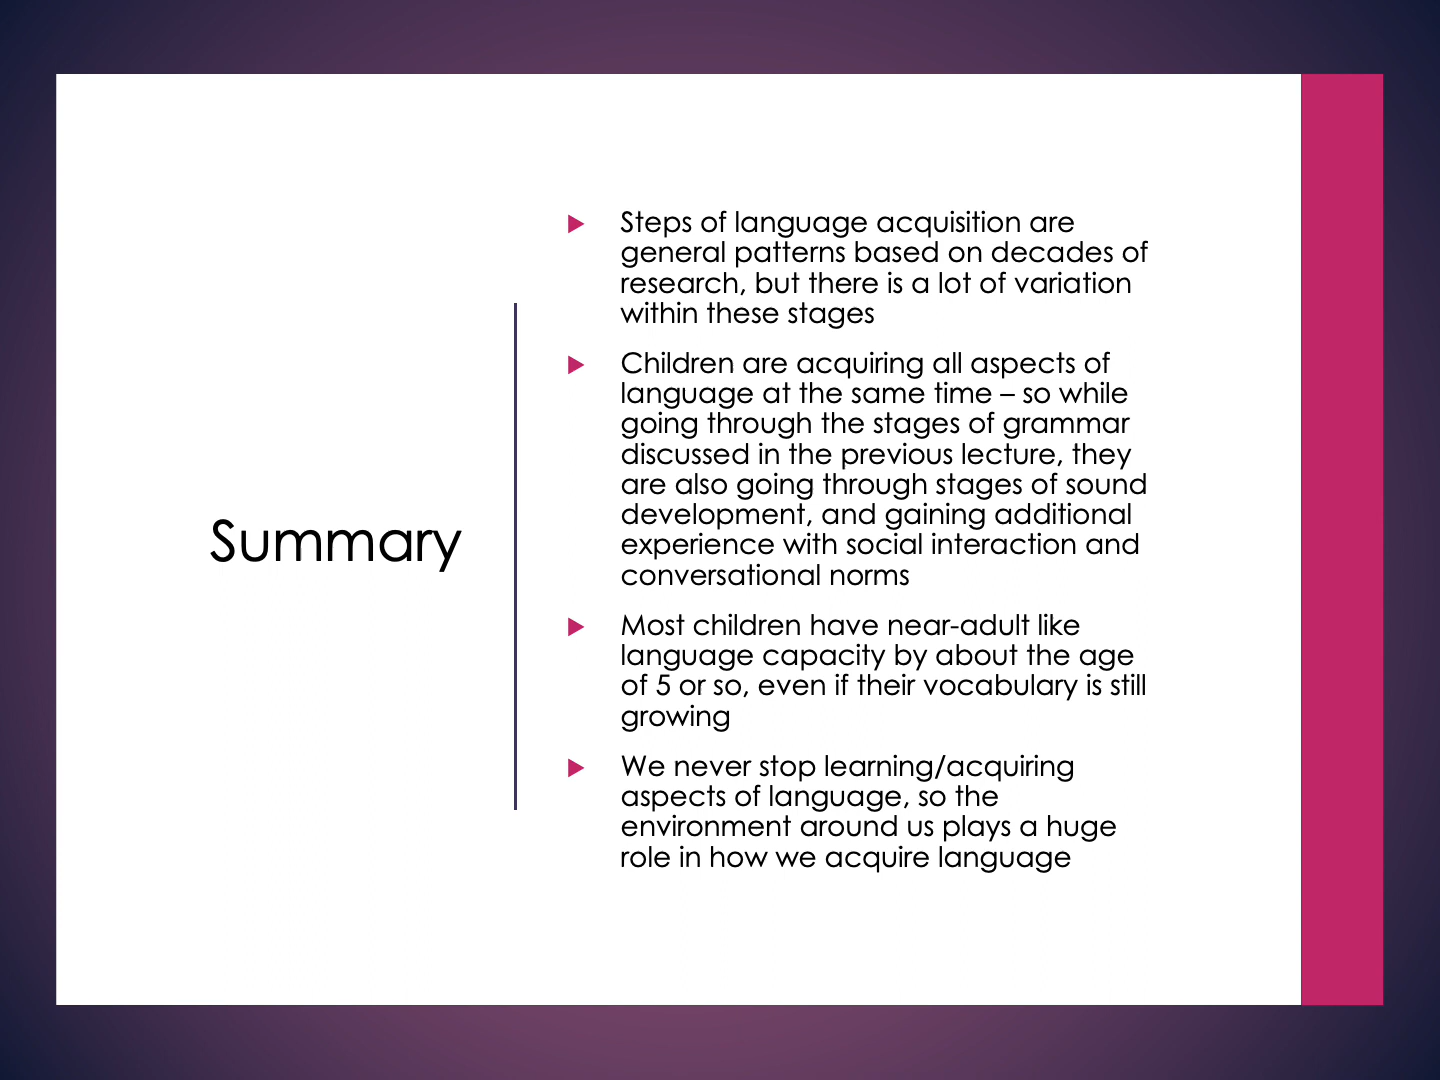 Summary
Steps of language acquisition are
general patterns based on decades of
research, but there is a lot of variation
within these stages
Children are acquiring all aspects of
language at the same time – so while
going through the stages of grammar
discussed in the previous lecture, they
are also going through stages of sound
development, and gaining additional
experience with social interaction and
conversational norms
Most children have near-adult like
language capacity by about the age
of 5 or so, even if their vocabulary is still
growing
We never stop learning/acquiring
aspects of language, so the
environment around us plays a huge
role in how we acquire language